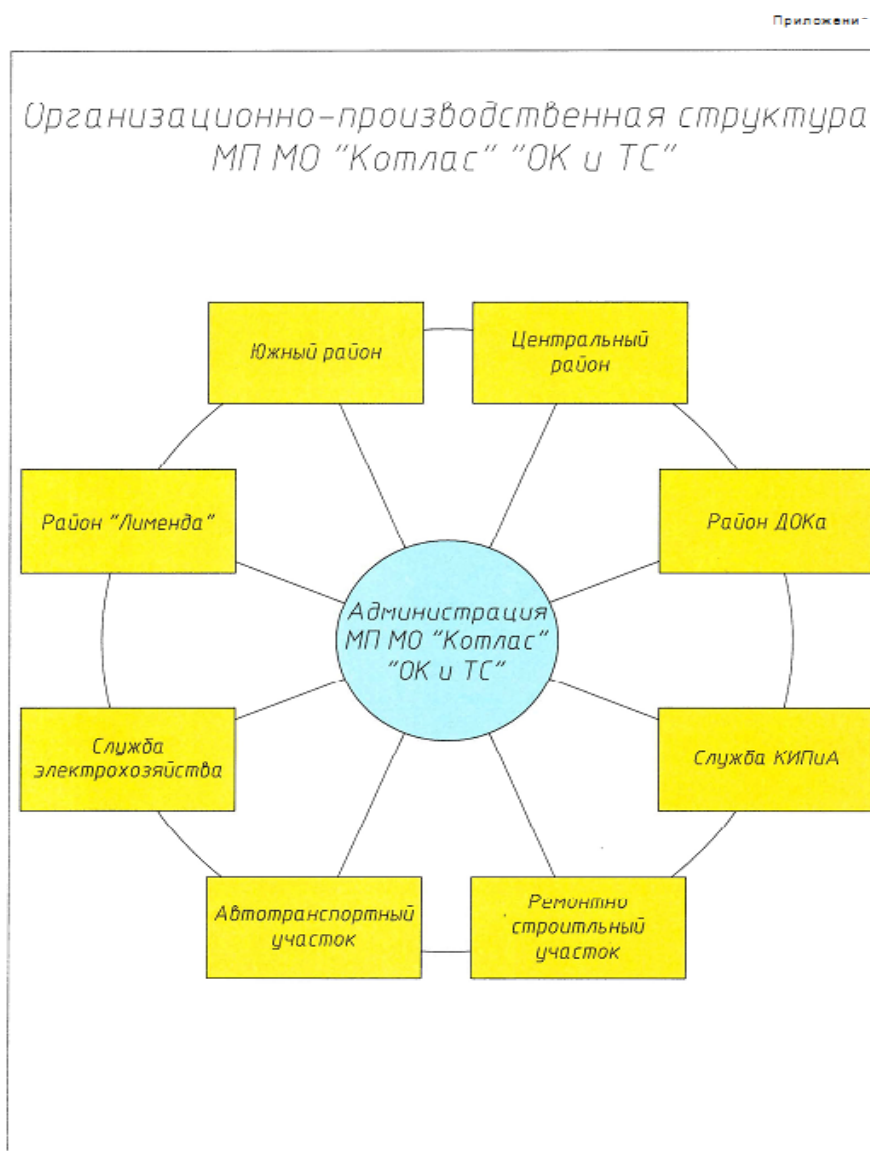 Приложени
Организационно-производственная структура
МП МО "Котлас" "ОК и ТС"
Южный район
Центральный
район
Район "Лименда"
Район ДОКа
Администрация
МП МО "Котлас"
"ОК и ТС"
Служба
электрохозяйства
Служба КИПиА
Автотранспортный
участок
Ремонтно
строитльный
участок